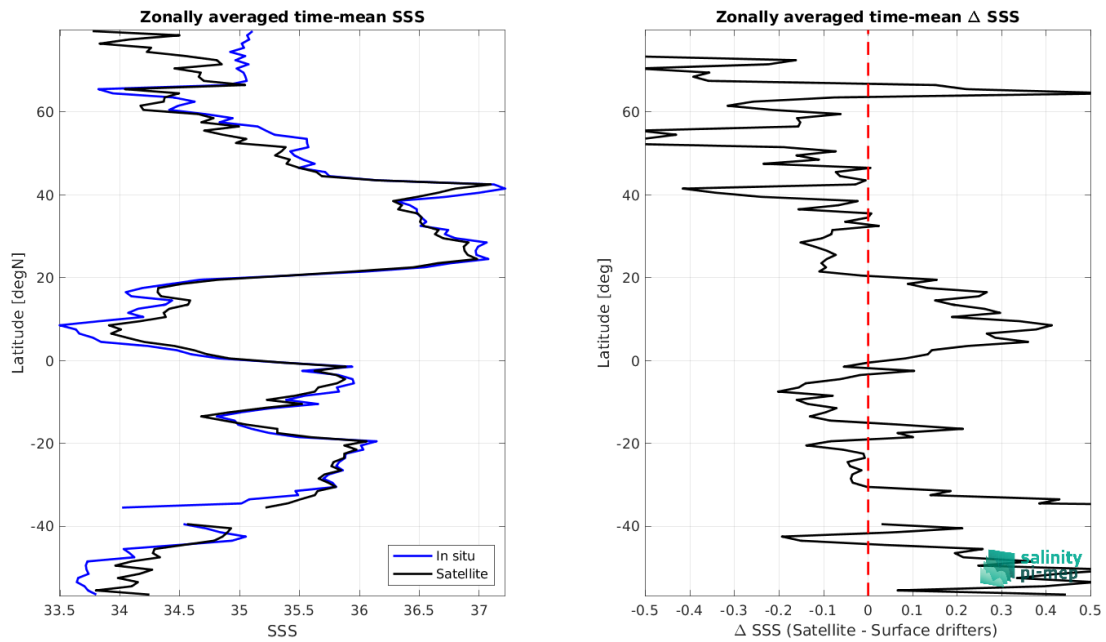 Zonally averaged time-mean SSS
Latitude [degN]
60
40
20
0
-20
-40
33.5 34 34.5 35 35.5 36 36.5 37
SSS
In situ
Satellite
Zonally averaged time-mean Δ SSS
Latitude [deg]
60
40
20
0
-20
-40
-0.5 -0.4 -0.3 -0.2 -0.1 0 0.1 0.2 0.3 0.4 0.5
Δ SSS (Satellite - Surface drifters)
salinity
pi-mep